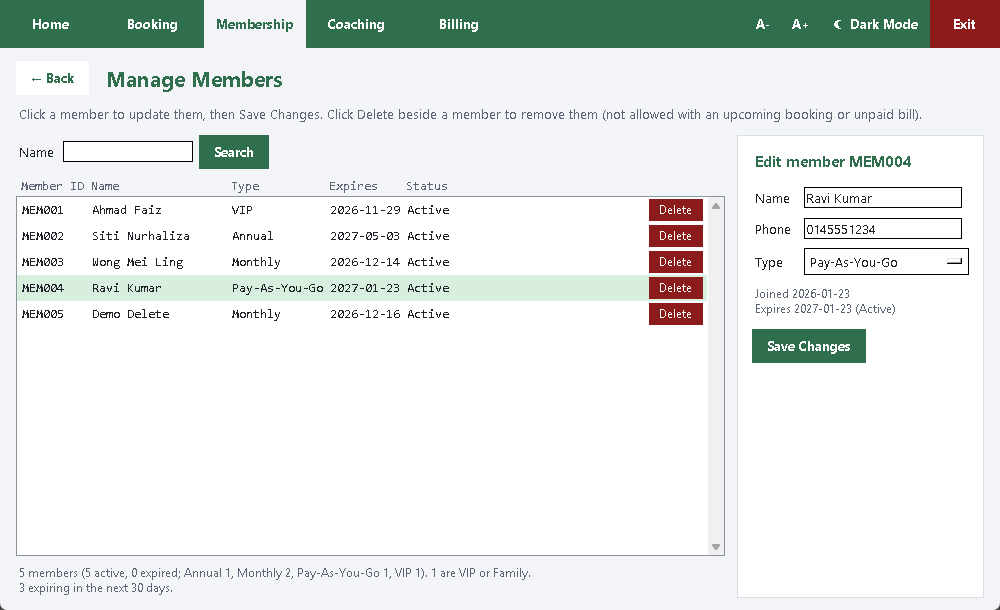 Home Booking Membership Coaching Billing A- A+ ☾ Dark Mode Exit
← Back Manage Members
Click a member to update them, then Save Changes. Click Delete beside a member to remove them (not allowed with an upcoming booking or unpaid bill).
Name Search
Member ID Name Type Expires Status
MEM001 Ahmad Faiz VIP 2026-11-29 Active Delete
MEM002 Siti Nurhaliza Annual 2027-05-03 Active Delete
MEM003 Wong Mei Ling Monthly 2026-12-14 Active Delete
MEM004 Ravi Kumar Pay-As-You-Go 2027-01-23 Active Delete
MEM005 Demo Delete Monthly 2026-12-16 Active Delete
5 members (5 active, 0 expired; Annual 1, Monthly 2, Pay-As-You-Go 1, VIP 1). 1 are VIP or Family.
3 expiring in the next 30 days.
Edit member MEM004
Name Ravi Kumar
Phone 0145551234
Type Pay-As-You-Go
Joined 2026-01-23
Expires 2027-01-23 (Active)
Save Changes